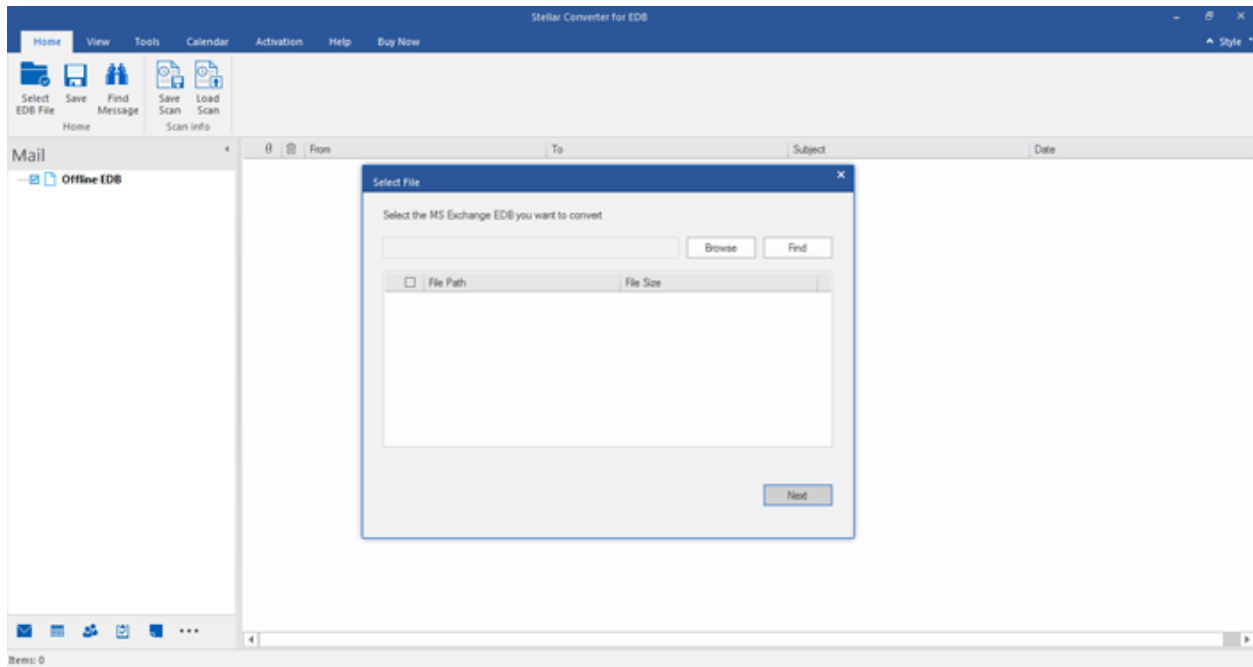 Stellar Converter for EDB
Home View Tools Calendar Activation Help Buy Now Style
Select EDB File
Save
Find Message
Save Scan
Load Scan
Home
Scan info
Mail
From To Subject Date
Offline EDB
Select File
Select the MS Exchange EDB you want to convert
Browse Find
File Path File Size
Next
Items: 0